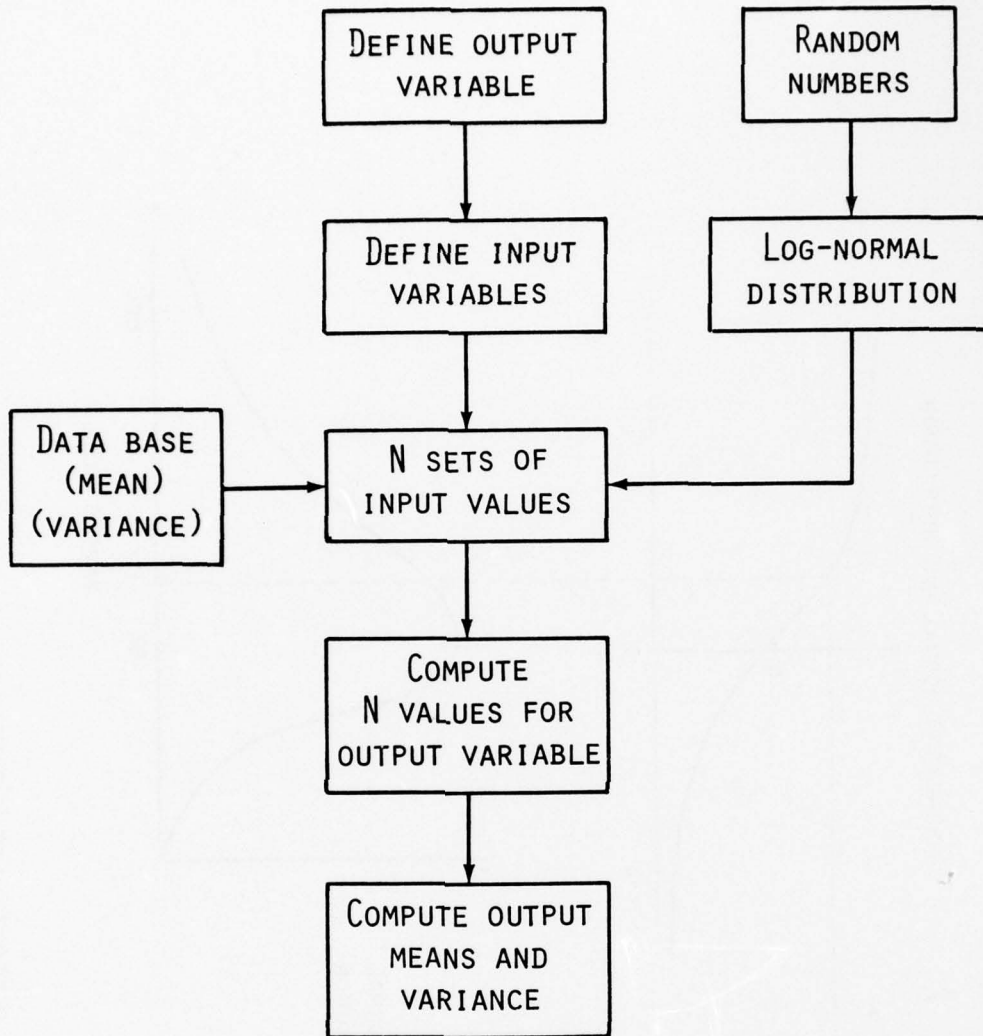 DEFINE OUTPUT
VARIABLE
RANDOM
NUMBERS
DEFINE INPUT
VARIABLES
LOG-NORMAL
DISTRIBUTION
DATA BASE
(MEAN)
(VARIANCE)
N SETS OF
INPUT VALUES
COMPUTE
N VALUES FOR
OUTPUT VARIABLE
COMPUTE OUTPUT
MEANS AND
VARIANCE